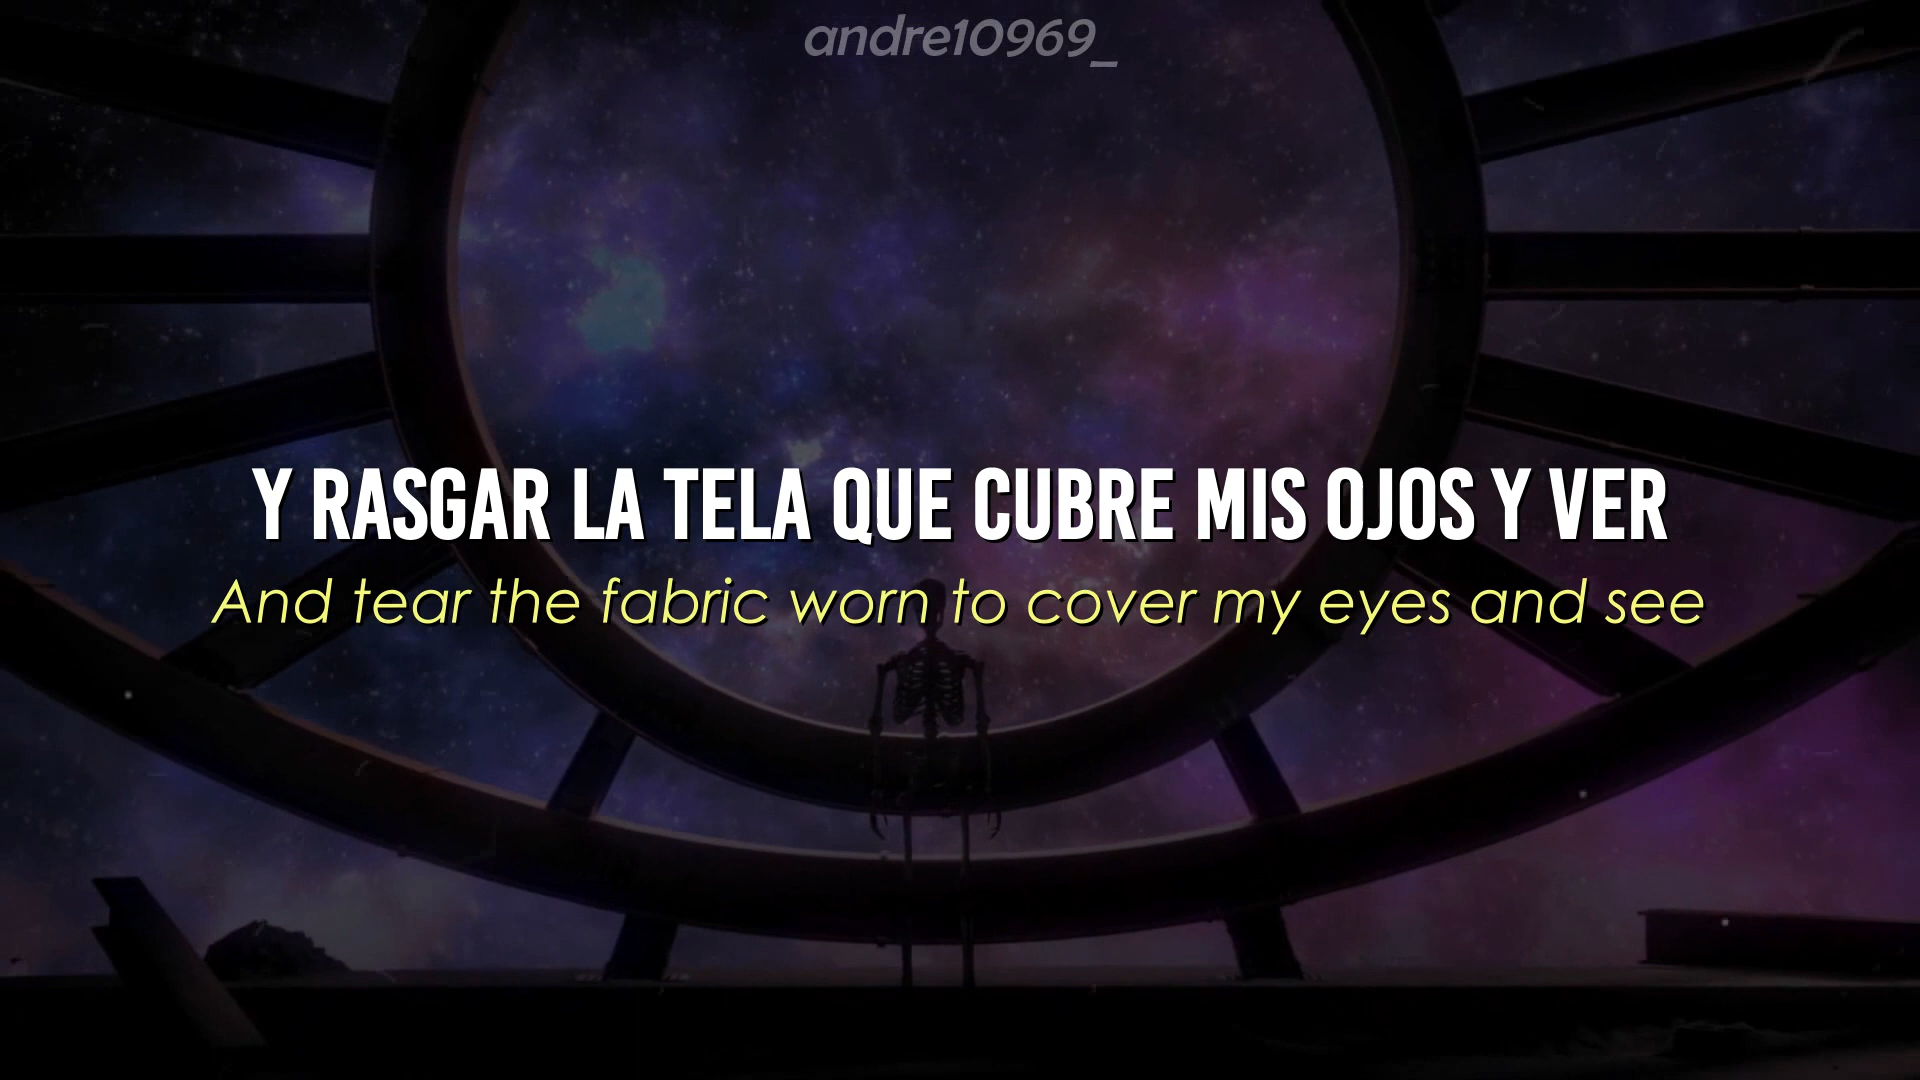 andre10969_
Y RASGAR LA TELA QUE CUBRE MIS OJOS Y VER
And tear the fabric worn to cover my eyes and see